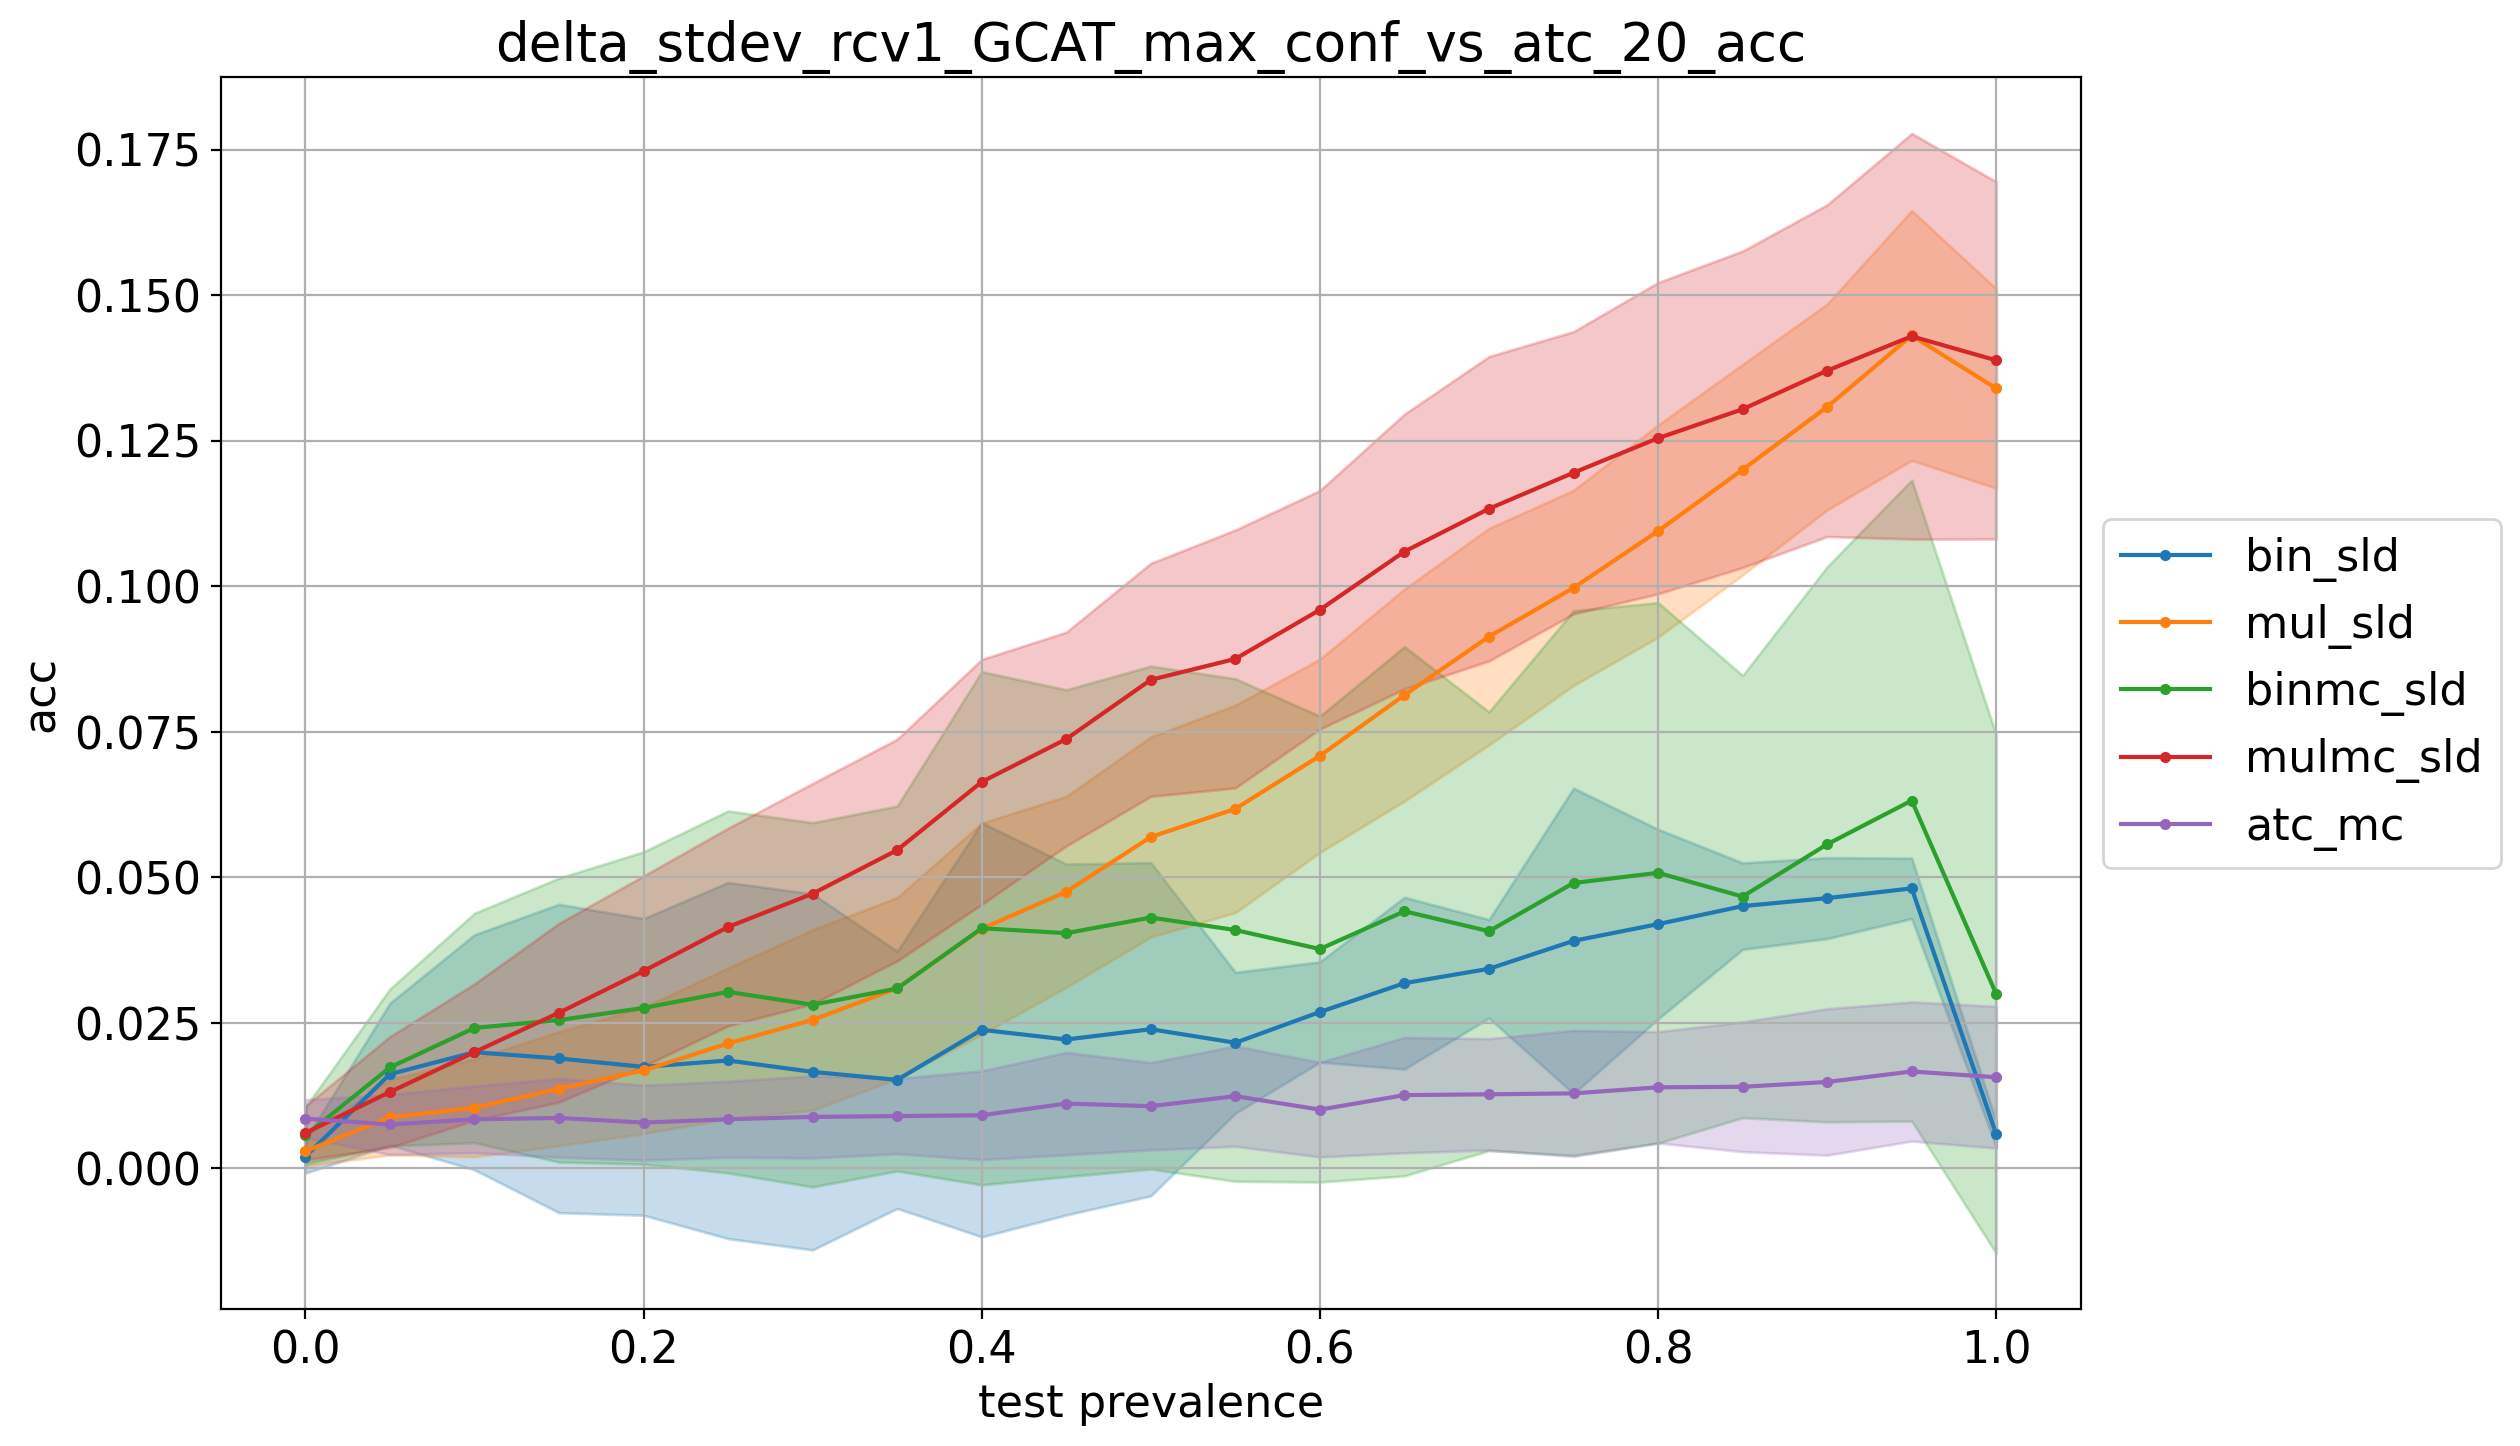 delta_stdev_rcv1_GCAT_max_conf_vs_atc_20_acc
0.175
0.150
0.125
0.100
0.075
0.050
0.025
0.000
acc
0.0 0.2 0.4 0.6 0.8 1.0
test prevalence
bin_sld
mul_sld
binmc_sld
mulmc_sld
atc_mc